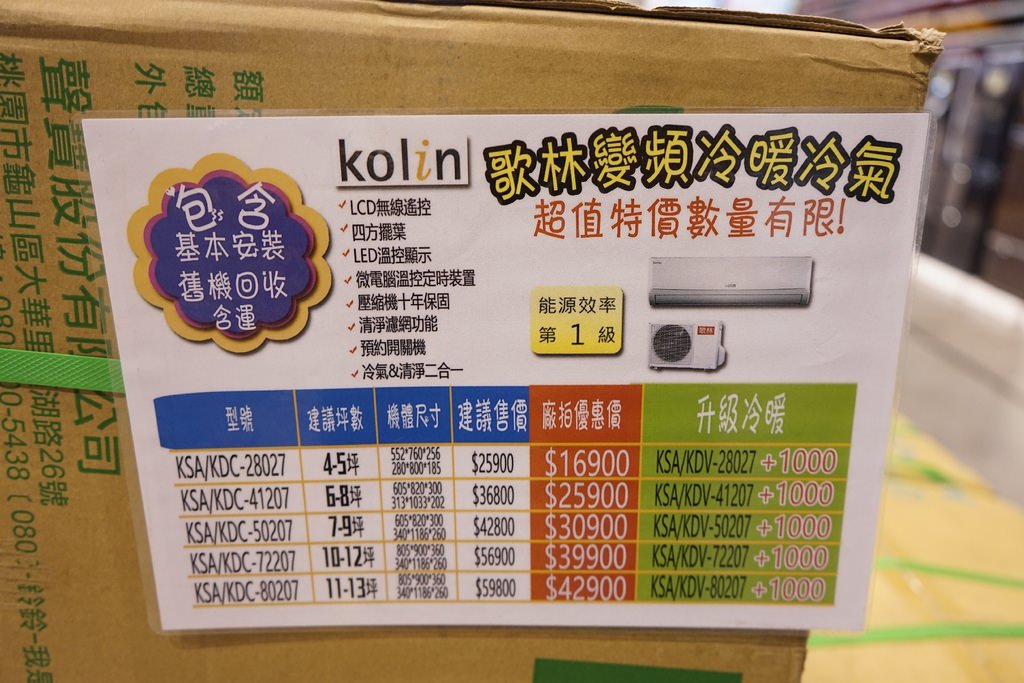 額
總
外包
聲寶股份有限公司
桃園市龜山區大華里
湖路26號
kolin
歌林變頻冷暖冷氣
超值特價數量有限!
包含
基本安裝
舊機回收
含運
LCD無線遙控
四方擺葉
LED溫控顯示
微電腦溫控定時裝置
壓縮機十年保固
清淨濾網功能
預約開關機
冷氣&清淨二合一
能源效率
第 1 級
歌林
型號 建議坪數 機體尺寸 建議售價 廠拍優惠價 升級冷暖
KSA/KDC-28027 4-5坪 552*760*256 280*800*185 $25900 $16900 KSA/KDV-28027 +1000
KSA/KDC-41207 6-8坪 605*820*300 313*1033*202 $36800 $25900 KSA/KDV-41207 +1000
KSA/KDC-50207 7-9坪 605*820*300 340*1186*260 $42800 $30900 KSA/KDV-50207 +1000
KSA/KDC-72207 10-12坪 805*900*360 340*1186*260 $56900 $39900 KSA/KDV-72207 +1000
KSA/KDC-80207 11-13坪 805*900*360 340*1186*260 $59800 $42900 KSA/KDV-80207 +1000